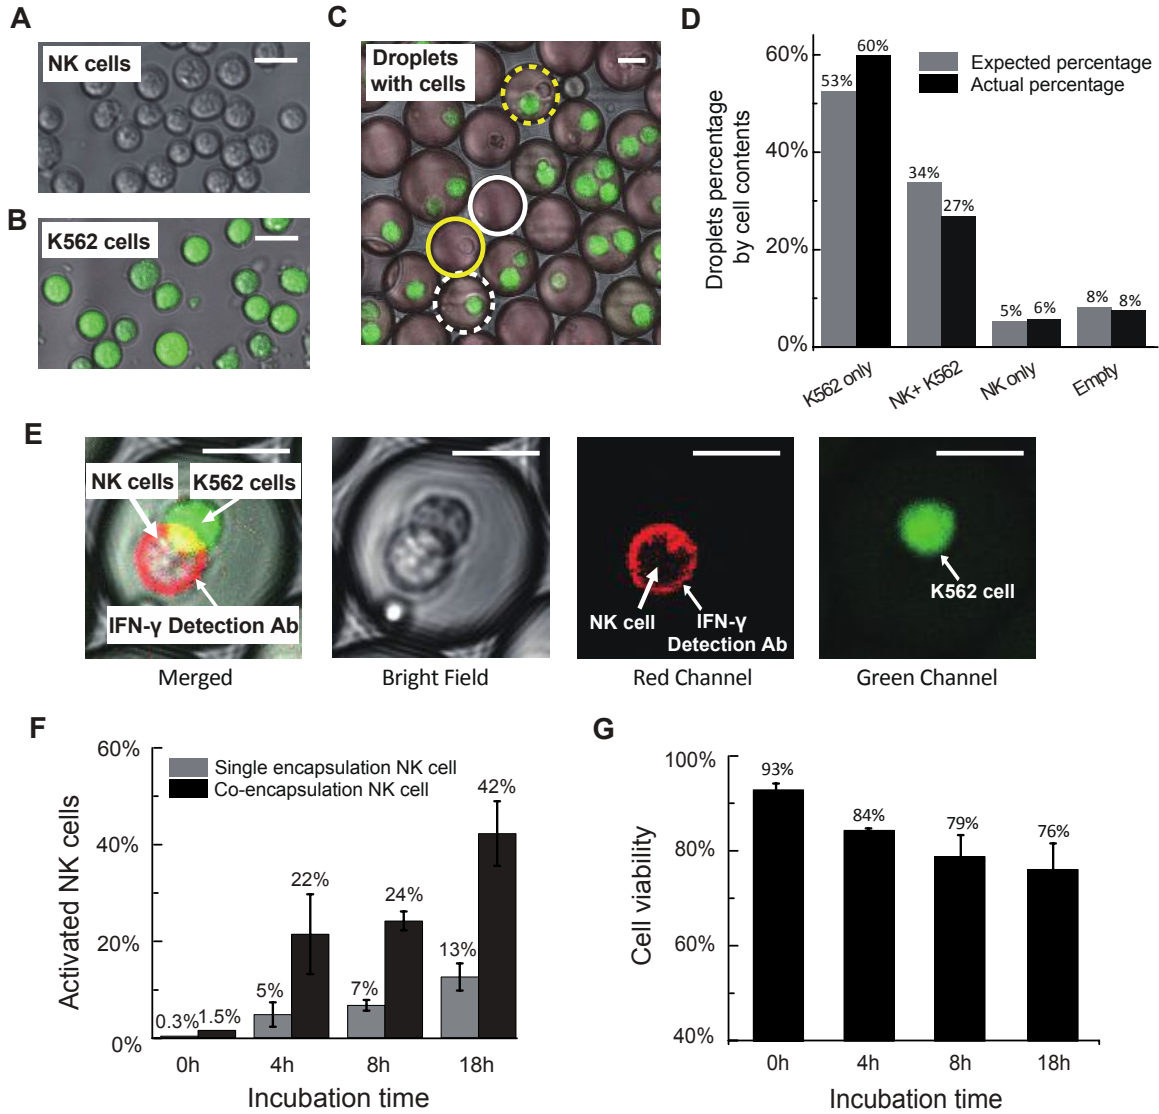 A
NK cells
B
K562 cells
C
Droplets
with cells
D
Droplets percentage
by cell contents
60%
40%
20%
0%
Expected percentage
Actual percentage
53%
60%
34%
27%
5%
6%
8%
8%
K562 only
NK+ K562
NK only
Empty
E
NK cells
K562 cells
IFN-γ Detection Ab
Merged
Bright Field
NK cell
IFN-γ
Detection Ab
Red Channel
K562 cell
Green Channel
F
Activated NK cells
60%
40%
20%
0%
Single encapsulation NK cell
Co-encapsulation NK cell
0.3%
1.5%
5%
22%
7%
24%
13%
42%
0h
4h
8h
18h
Incubation time
G
Cell viability
100%
80%
60%
40%
93%
84%
79%
76%
0h
4h
8h
18h
Incubation time